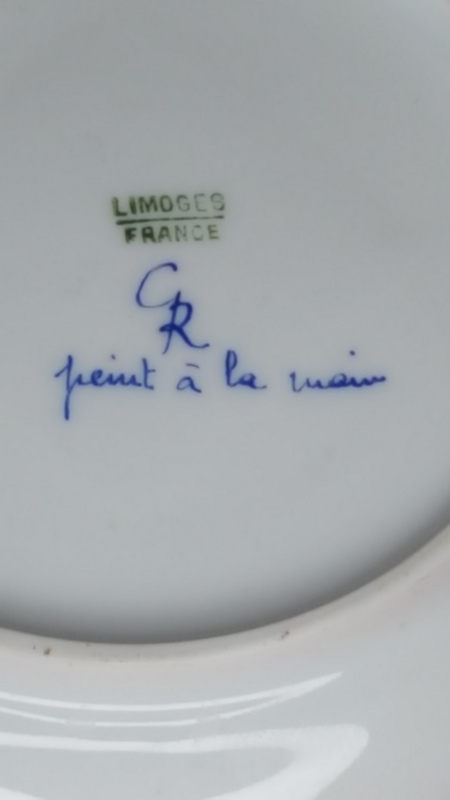 LIMOGES
FRANCE
CR
peint à la main